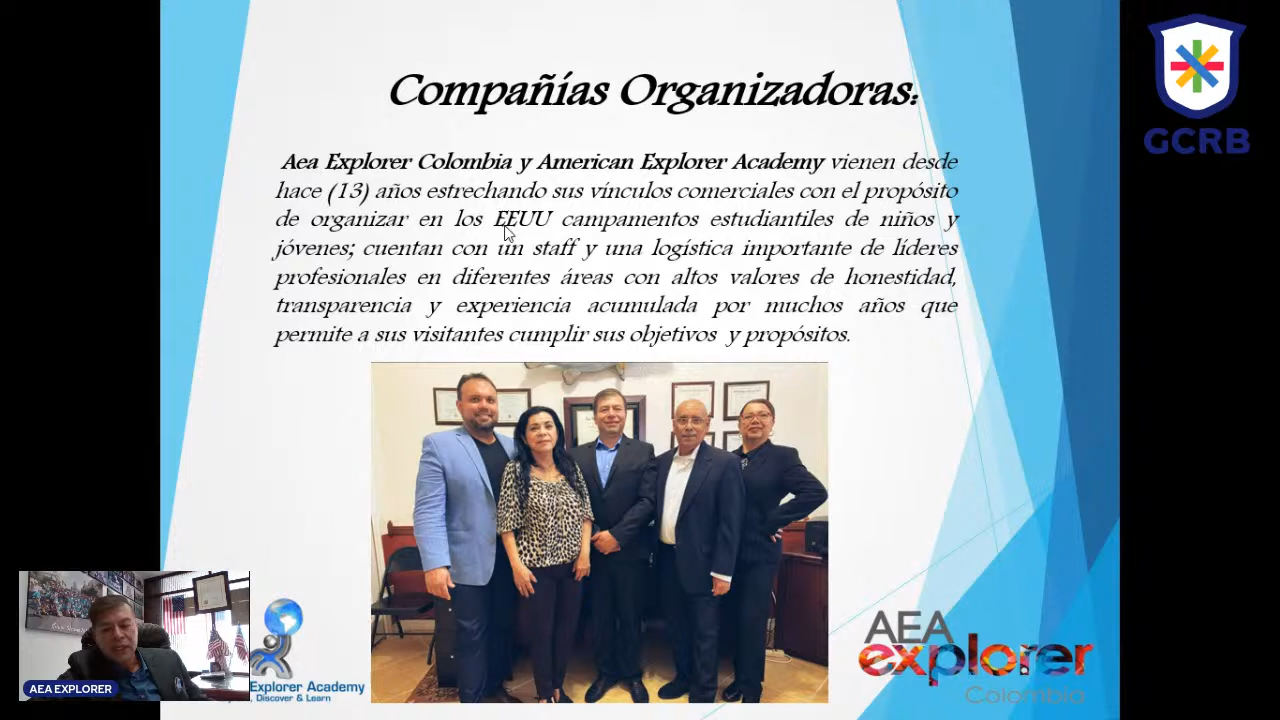 GCRB
Compañías Organizadoras:
Aea Explorer Colombia y American Explorer Academy vienen desde
hace (13) años estrechando sus vínculos comerciales con el propósito
de organizar en los EEUU campamentos estudiantiles de niños y
jóvenes; cuentan con un staff y una logística importante de líderes
profesionales en diferentes áreas con altos valores de honestidad,
transparencia y experiencia acumulada por muchos años que
permite a sus visitantes cumplir sus objetivos y propósitos.
AEA EXPLORER
Explorer Academy
, Discover & Learn
AEA
explorer
Colombia